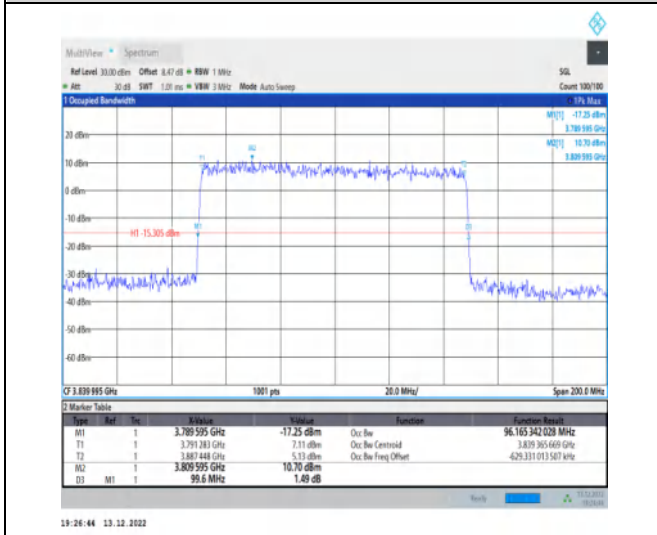 MultiView Spectrum
Ref Level 30.00 dBm Offset 8.47 dB RBW 1 MHz SGL
Att 30 dB SWT 1.01 ms VBW 3 MHz Mode Auto Sweep Count 100/100
1 Occupied Bandwidth 1Pk Max
M1[1] -17.25 dBm
3.789 595 GHz
M2[1] 10.70 dBm
3.809 595 GHz
20 dBm
M2
T1
10 dBm
0 dBm
-10 dBm
H1 -15.305 dBm
M1
D3
-20 dBm
-30 dBm
-40 dBm
-50 dBm
-60 dBm
CF 3.839 995 GHz 1001 pts 20.0 MHz/ Span 200.0 MHz
2 Marker Table
Type Ref Trc X-Value Y-Value Function Function Result
M1 1 3.789 595 GHz -17.25 dBm Occ Bw 96.165 342 028 MHz
T1 1 3.791 283 GHz 7.11 dBm Occ Bw Centroid 3.839 365 669 GHz
T2 1 3.887 448 GHz 5.13 dBm Occ Bw Freq Offset -629.331 013 507 kHz
M2 1 3.809 595 GHz 10.70 dBm
D3 M1 1 99.6 MHz 1.49 dB
Ready 13.12.2022
19:26:44 13.12.2022